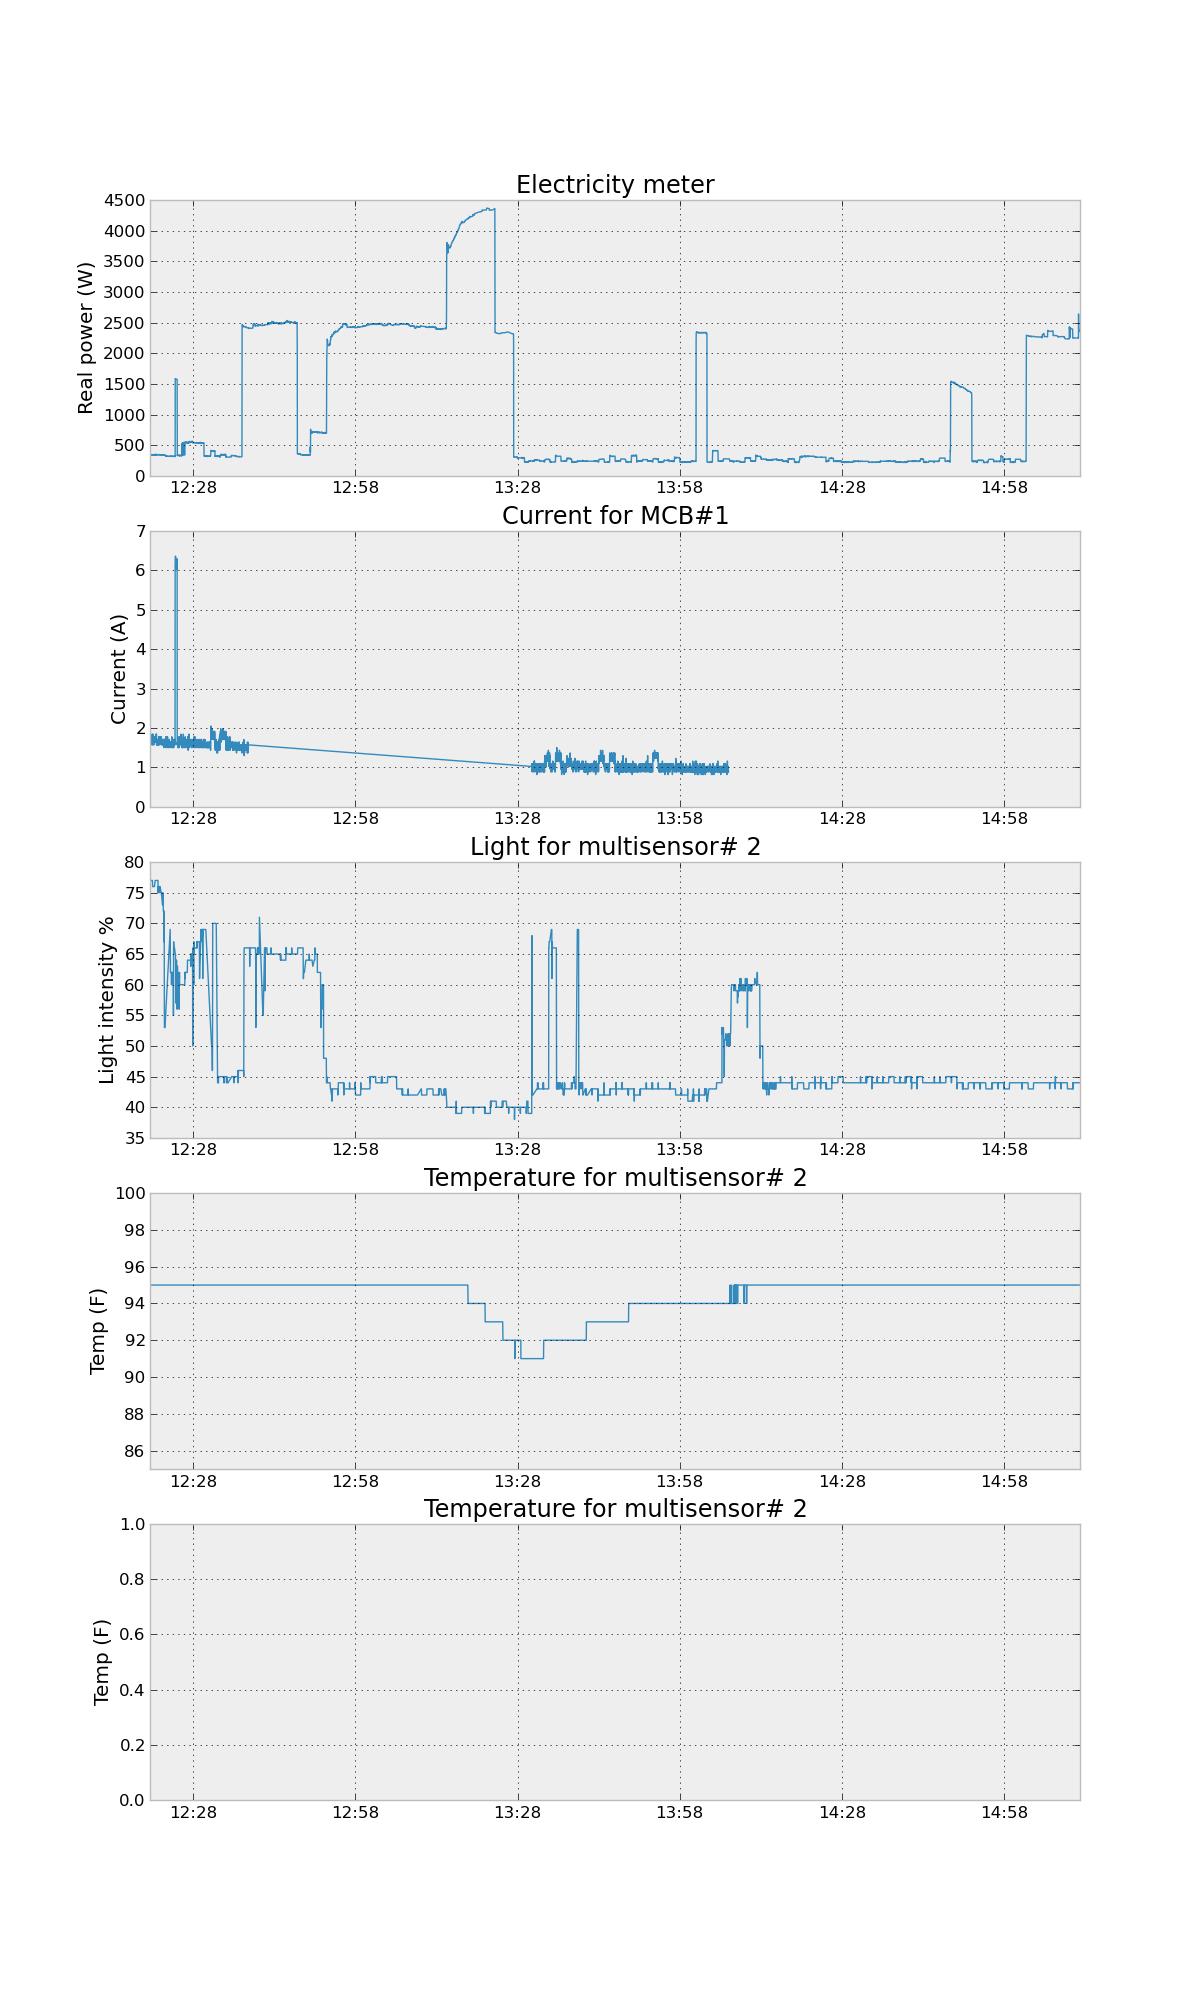 Electricity meter
4500
4000
3500
3000
2500
2000
1500
1000
500
0
Real power (W)
12:28 12:58 13:28 13:58 14:28 14:58
Current for MCB#1
7
6
5
4
3
2
1
0
Current (A)
12:28 12:58 13:28 13:58 14:28 14:58
Light for multisensor# 2
80
75
70
65
60
55
50
45
40
35
Light intensity %
12:28 12:58 13:28 13:58 14:28 14:58
Temperature for multisensor# 2
100
98
96
94
92
90
88
86
Temp (F)
12:28 12:58 13:28 13:58 14:28 14:58
Temperature for multisensor# 2
1.0
0.8
0.6
0.4
0.2
0.0
Temp (F)
12:28 12:58 13:28 13:58 14:28 14:58